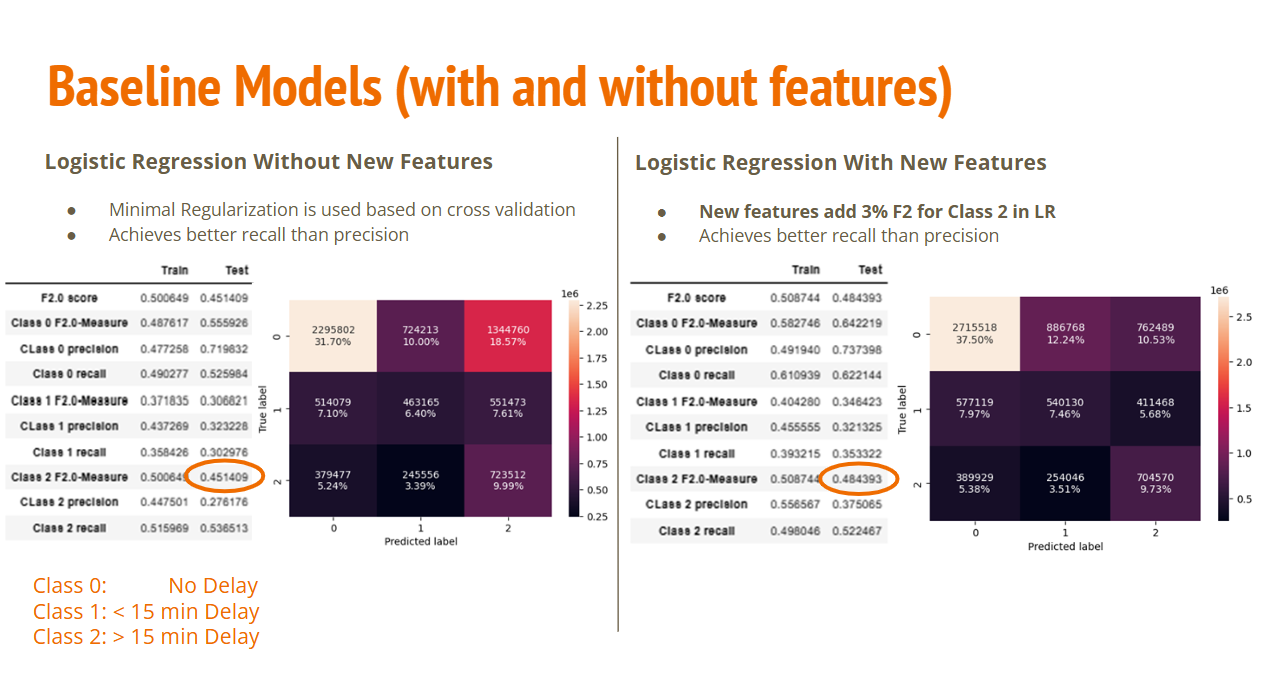 Baseline Models (with and without features)
Logistic Regression Without New Features
● Minimal Regularization is used based on cross validation
● Achieves better recall than precision
Train Test
F2.0 score 0.500649 0.451409
Class 0 F2.0-Measure 0.487617 0.555926
CLass 0 precision 0.477258 0.719832
Class 0 recall 0.490277 0.525984
Class 1 F2.0-Measure 0.371835 0.306821
CLass 1 precision 0.437269 0.323228
Class 1 recall 0.358426 0.302976
Class 2 F2.0-Measure 0.500649 0.451409
CLass 2 precision 0.447501 0.276176
Class 2 recall 0.515969 0.536513
1e6
2295802 724213 1344760
31.70% 10.00% 18.57%
514079 463165 551473
7.10% 6.40% 7.61%
379477 245556 723512
5.24% 3.39% 9.99%
True label
0
1
2
0 1 2
Predicted label
2.25
2.00
1.75
1.50
1.25
1.00
0.75
0.50
0.25
Class 0: No Delay
Class 1: < 15 min Delay
Class 2: > 15 min Delay
Logistic Regression With New Features
● New features add 3% F2 for Class 2 in LR
● Achieves better recall than precision
Train Test
F2.0 score 0.508744 0.484393
Class 0 F2.0-Measure 0.582746 0.642219
CLass 0 precision 0.491940 0.737398
Class 0 recall 0.610939 0.622144
Class 1 F2.0-Measure 0.404280 0.346423
CLass 1 precision 0.455555 0.321325
Class 1 recall 0.393215 0.353322
Class 2 F2.0-Measure 0.508744 0.484393
CLass 2 precision 0.556567 0.375065
Class 2 recall 0.498046 0.522467
1e6
2715518 886768 762489
37.50% 12.24% 10.53%
577119 540130 411468
7.97% 7.46% 5.68%
389929 254046 704570
5.38% 3.51% 9.73%
True label
0
1
2
0 1 2
Predicted label
2.5
2.0
1.5
1.0
0.5